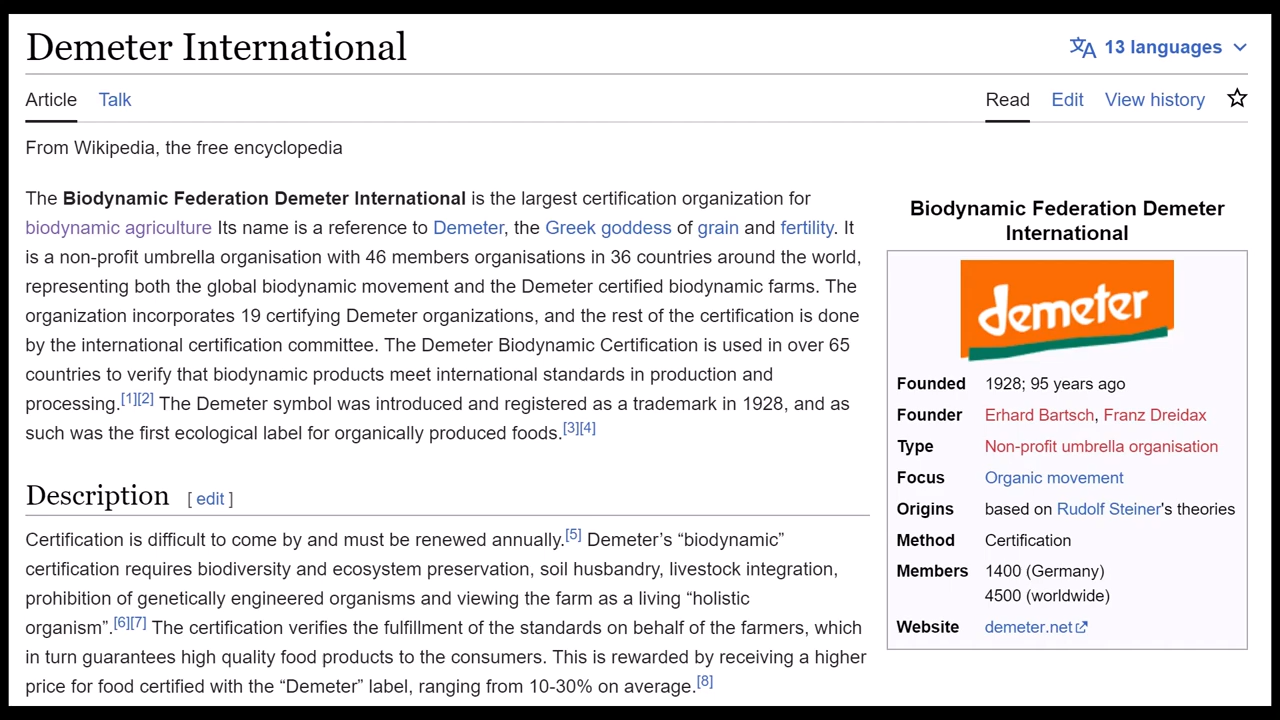 Demeter International
13 languages
Article Talk Read Edit View history
From Wikipedia, the free encyclopedia
The Biodynamic Federation Demeter International is the largest certification organization for
biodynamic agriculture Its name is a reference to Demeter, the Greek goddess of grain and fertility. It
is a non-profit umbrella organisation with 46 members organisations in 36 countries around the world,
representing both the global biodynamic movement and the Demeter certified biodynamic farms. The
organization incorporates 19 certifying Demeter organizations, and the rest of the certification is done
by the international certification committee. The Demeter Biodynamic Certification is used in over 65
countries to verify that biodynamic products meet international standards in production and
processing.[1][2] The Demeter symbol was introduced and registered as a trademark in 1928, and as
such was the first ecological label for organically produced foods.[3][4]
Description [ edit ]
Certification is difficult to come by and must be renewed annually.[5] Demeter’s “biodynamic”
certification requires biodiversity and ecosystem preservation, soil husbandry, livestock integration,
prohibition of genetically engineered organisms and viewing the farm as a living “holistic
organism”.[6][7] The certification verifies the fulfillment of the standards on behalf of the farmers, which
in turn guarantees high quality food products to the consumers. This is rewarded by receiving a higher
price for food certified with the “Demeter” label, ranging from 10-30% on average.[8]
Biodynamic Federation Demeter
International
demeter
Founded 1928; 95 years ago
Founder Erhard Bartsch, Franz Dreidax
Type Non-profit umbrella organisation
Focus Organic movement
Origins based on Rudolf Steiner's theories
Method Certification
Members 1400 (Germany)
4500 (worldwide)
Website demeter.net